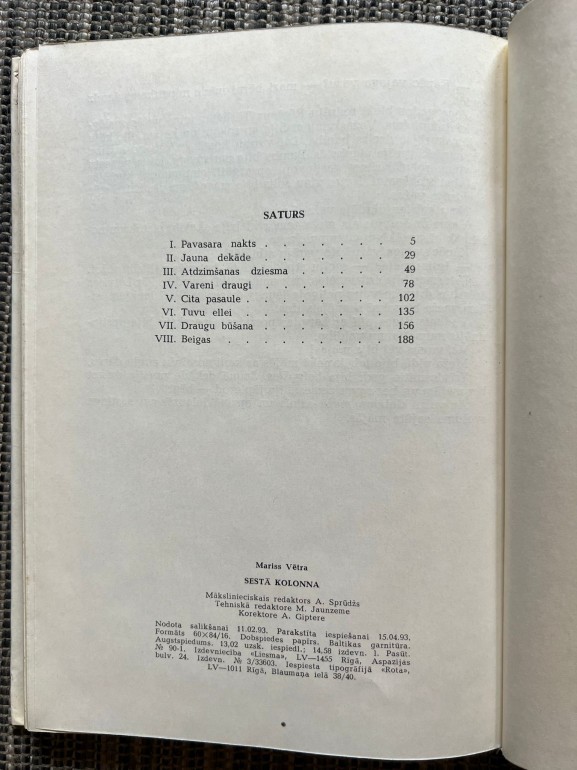 SATURS
I. Pavasara nakts . . . . . . . 5
II. Jauna dekāde . . . . . . . 29
III. Atdzimšanas dziesma . . . . . 49
IV. Vareni draugi . . . . . . . 78
V. Cita pasaule . . . . . . . . 102
VI. Tuvu ellei . . . . . . . . 135
VII. Draugu būšana . . . . . . . 156
VIII. Beigas . . . . . . . . . 188
Mariss Vētra
SESTĀ KOLONNA
Mākslinieciskais redaktors A. Sprūdžs
Tehniskā redaktore M. Jaunzeme
Korektore A. Giptere
Nodota salikšanai 11.02.93. Parakstīta iespiešanai 15.04.93.
Formāts 60×84/16. Dobspiedes papīrs. Baltikas garnitūra.
Augstspiedums. 13,02 uzsk. iespiedl.; 14,58 izdevn. l. Pasūt.
№ 90-1. Izdevniecība «Liesma», LV—1455 Rīgā, Aspazijas
bulv. 24. Izdevn. № 3/33603. Iespiesta tipogrāfijā «Rota»,
LV—1011 Rīgā, Blaumaņa ielā 38/40.